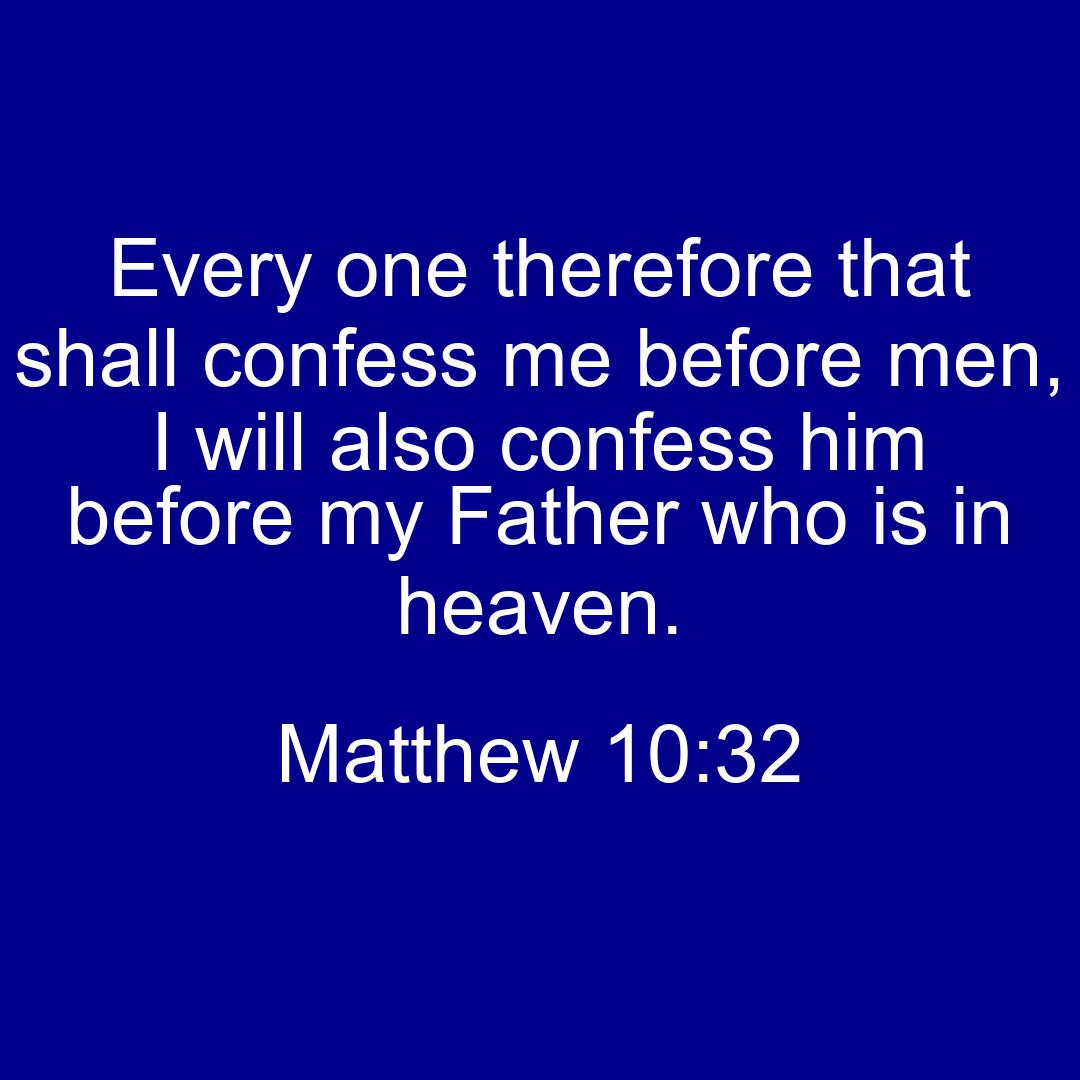 Every one therefore that
shall confess me before men,
I will also confess him
before my Father who is in
heaven.
Matthew 10:32